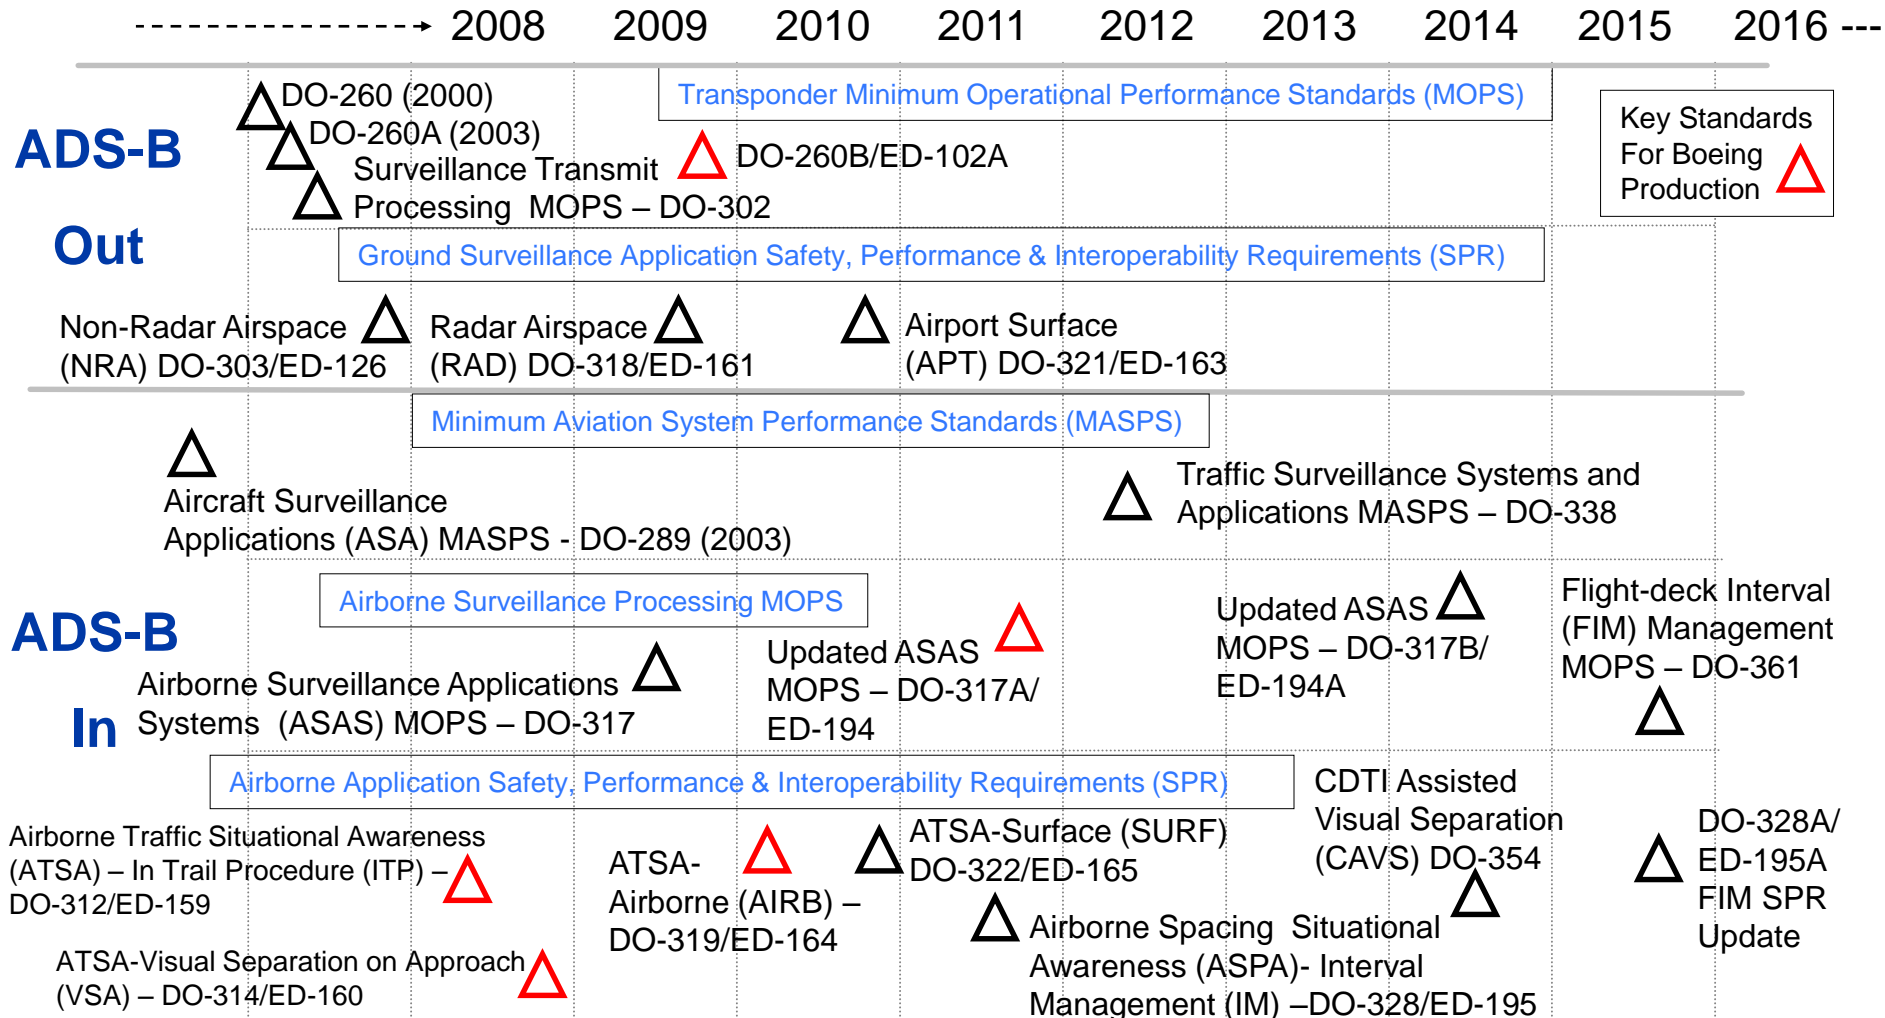 2008 2009 2010 2011 2012 2013 2014 2015 2016 ---
ADS-B
Out
DO-260 (2000)
DO-260A (2003)
Surveillance Transmit
Processing MOPS – DO-302
Transponder Minimum Operational Performance Standards (MOPS)
DO-260B/ED-102A
Key Standards
For Boeing
Production
Ground Surveillance Application Safety, Performance & Interoperability Requirements (SPR)
Non-Radar Airspace
(NRA) DO-303/ED-126
Radar Airspace
(RAD) DO-318/ED-161
Airport Surface
(APT) DO-321/ED-163
Minimum Aviation System Performance Standards (MASPS)
Aircraft Surveillance
Applications (ASA) MASPS - DO-289 (2003)
Traffic Surveillance Systems and
Applications MASPS – DO-338
ADS-B
In
Airborne Surveillance Processing MOPS
Airborne Surveillance Applications
Systems (ASAS) MOPS – DO-317
Updated ASAS
MOPS – DO-317A/
ED-194
Updated ASAS
MOPS – DO-317B/
ED-194A
Flight-deck Interval
(FIM) Management
MOPS – DO-361
Airborne Application Safety, Performance & Interoperability Requirements (SPR)
Airborne Traffic Situational Awareness
(ATSA) – In Trail Procedure (ITP) –
DO-312/ED-159
ATSA-Visual Separation on Approach
(VSA) – DO-314/ED-160
ATSA-
Airborne (AIRB) –
DO-319/ED-164
ATSA-Surface (SURF)
DO-322/ED-165
Airborne Spacing Situational
Awareness (ASPA)- Interval
Management (IM) –DO-328/ED-195
CDTI Assisted
Visual Separation
(CAVS) DO-354
DO-328A/
ED-195A
FIM SPR
Update